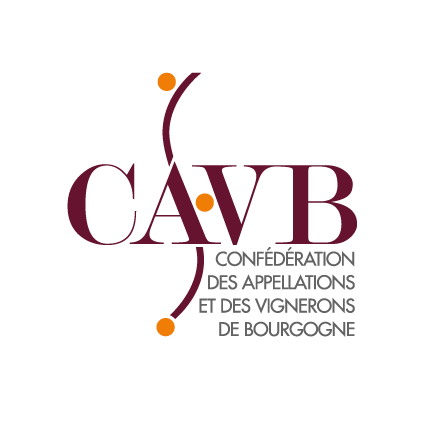 CAVB
CONFÉDÉRATION
DES APPELLATIONS
ET DES VIGNERONS
DE BOURGOGNE